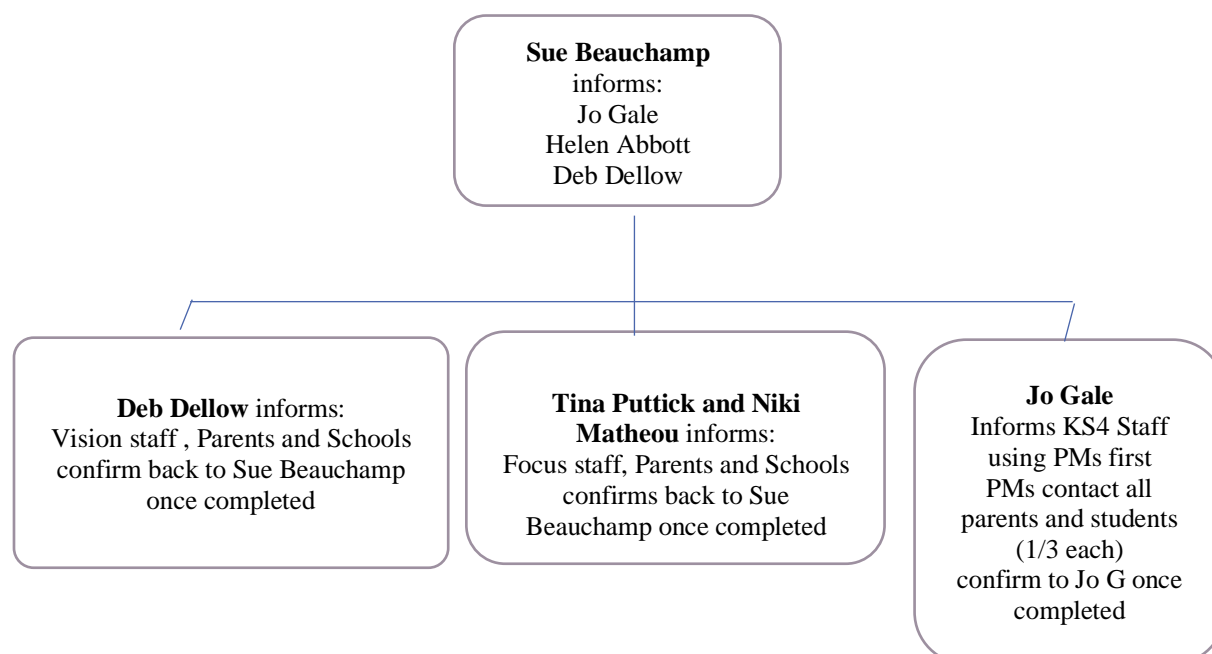 Sue Beauchamp
informs:
Jo Gale
Helen Abbott
Deb Dellow
Deb Dellow informs:
Vision staff , Parents and Schools
confirm back to Sue Beauchamp
once completed
Tina Puttick and Niki
Matheou informs:
Focus staff, Parents and Schools
confirms back to Sue
Beauchamp once completed
Jo Gale
Informs KS4 Staff
using PMs first
PMs contact all
parents and students
(1/3 each)
confirm to Jo G once
completed